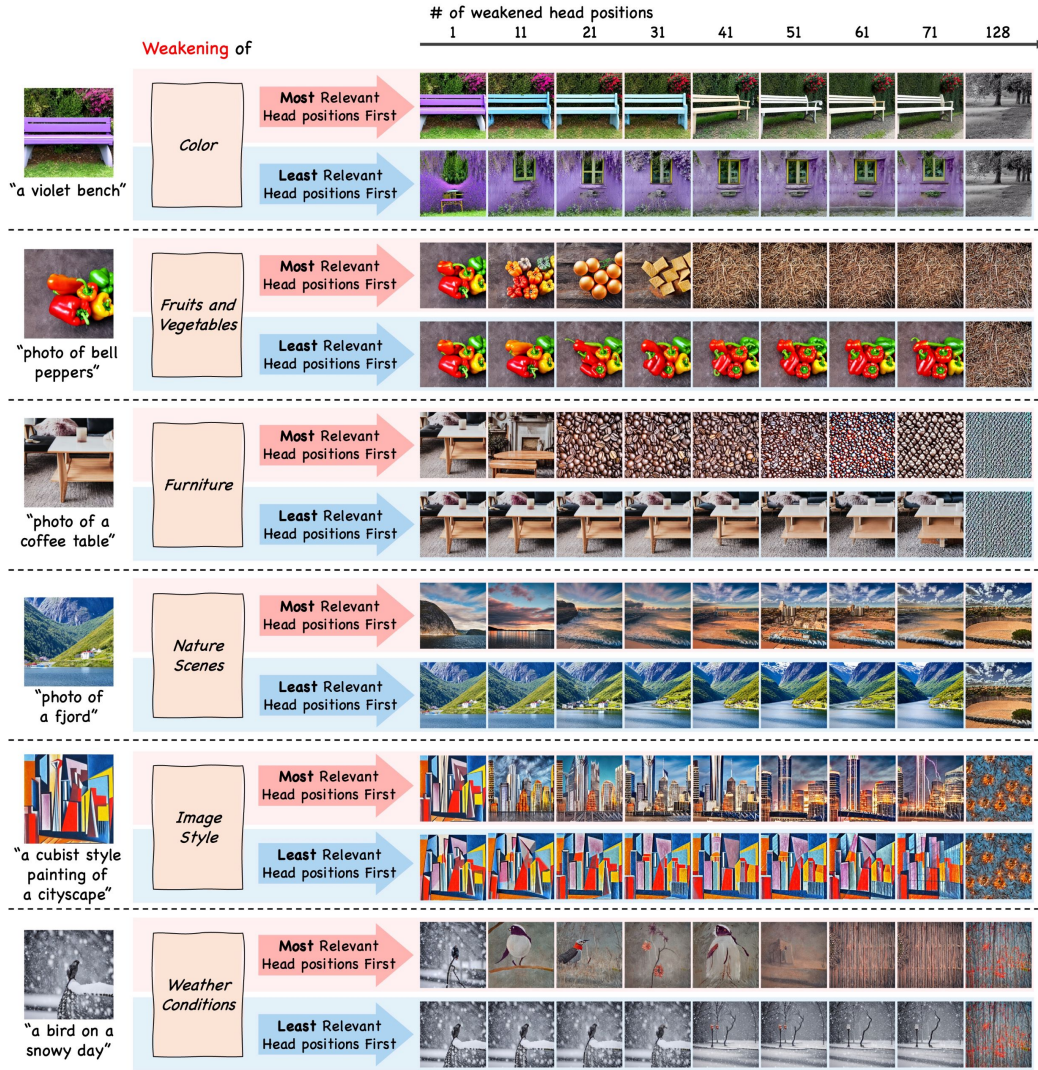 # of weakened head positions
1 11 21 31 41 51 61 71 128
Weakening of
"a violet bench"
Color
Most Relevant
Head positions First
Least Relevant
Head positions First
"photo of bell
peppers"
Fruits and
Vegetables
Most Relevant
Head positions First
Least Relevant
Head positions First
"photo of a
coffee table"
Furniture
Most Relevant
Head positions First
Least Relevant
Head positions First
"photo of
a fjord"
Nature
Scenes
Most Relevant
Head positions First
Least Relevant
Head positions First
"a cubist style
painting of
a cityscape"
Image
Style
Most Relevant
Head positions First
Least Relevant
Head positions First
"a bird on a
snowy day"
Weather
Conditions
Most Relevant
Head positions First
Least Relevant
Head positions First